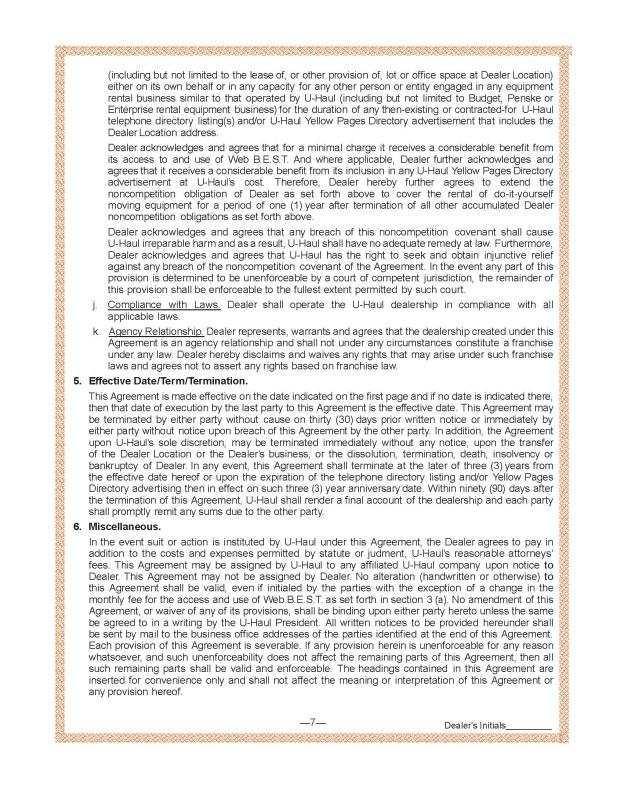 (including but not limited to the lease of, or other provision of, lot or office space at Dealer Location)
either on its own behalf or in any capacity for any other person or entity engaged in any equipment
rental business similar to that operated by U-Haul (including but not limited to Budget, Penske or
Enterprise rental equipment business) for the duration of any then-existing or contracted-for U-Haul
telephone directory listing(s) and/or U-Haul Yellow Pages Directory advertisement that includes the
Dealer Location address.
Dealer acknowledges and agrees that for a minimal charge it receives a considerable benefit from
its access to and use of Web B.E.S.T. And where applicable, Dealer further acknowledges and
agrees that it receives a considerable benefit from its inclusion in any U-Haul Yellow Pages Directory
advertisement at U-Haul's cost. Therefore, Dealer hereby further agrees to extend the
noncompetition obligation of Dealer as set forth above to cover the rental of do-it-yourself
moving equipment for a period of one (1) year after termination of all other accumulated Dealer
noncompetition obligations as set forth above.
Dealer acknowledges and agrees that any breach of this noncompetition covenant shall cause
U-Haul irreparable harm and as a result, U-Haul shall have no adequate remedy at law. Furthermore,
Dealer acknowledges and agrees that U-Haul has the right to seek and obtain injunctive relief
against any breach of the noncompetition covenant of the Agreement. In the event any part of this
provision is determined to be unenforceable by a court of competent jurisdiction, the remainder of
this provision shall be enforceable to the fullest extent permitted by such court.
j. Compliance with Laws. Dealer shall operate the U-Haul dealership in compliance with all
applicable laws.
k. Agency Relationship. Dealer represents, warrants and agrees that the dealership created under this
Agreement is an agency relationship and shall not under any circumstances constitute a franchise
under any law. Dealer hereby disclaims and waives any rights that may arise under such franchise
laws and agrees not to assert any rights based on franchise law.
5. Effective Date/Term/Termination.
This Agreement is made effective on the date indicated on the first page and if no date is indicated there,
then that date of execution by the last party to this Agreement is the effective date. This Agreement may
be terminated by either party without cause on thirty (30) days prior written notice or immediately by
either party without notice upon breach of this Agreement by the other party. In addition, the Agreement
upon U-Haul's sole discretion, may be terminated immediately without any notice, upon the transfer
of the Dealer Location or the Dealer's business, or the dissolution, termination, death, insolvency or
bankruptcy of Dealer. In any event, this Agreement shall terminate at the later of three (3) years from
the effective date hereof or upon the expiration of the telephone directory listing and/or Yellow Pages
Directory advertising then in effect on such three (3) year anniversary date. Within ninety (90) days after
the termination of this Agreement, U-Haul shall render a final account of the dealership and each party
shall promptly remit any sums due to the other party.
6. Miscellaneous.
In the event suit or action is instituted by U-Haul under this Agreement, the Dealer agrees to pay in
addition to the costs and expenses permitted by statute or judgment, U-Haul's reasonable attorneys'
fees. This Agreement may be assigned by U-Haul to any affiliated U-Haul company upon notice to
Dealer. This Agreement may not be assigned by Dealer. No alteration (handwritten or otherwise) to
this Agreement shall be valid, even if initialed by the parties with the exception of a change in the
monthly fee for the access and use of Web B.E.S.T. as set forth in section 3 (a). No amendment of this
Agreement, or waiver of any of its provisions, shall be binding upon either party hereto unless the same
be agreed to in a writing by the U-Haul President. All written notices to be provided hereunder shall
be sent by mail to the business office addresses of the parties identified at the end of this Agreement.
Each provision of this Agreement is severable. If any provision herein is unenforceable for any reason
whatsoever, and such unenforceability does not affect the remaining parts of this Agreement, then all
such remaining parts shall be valid and enforceable. The headings contained in this Agreement are
inserted for convenience only and shall not affect the meaning or interpretation of this Agreement or
any provision hereof.
—7—
Dealer's Initials_________